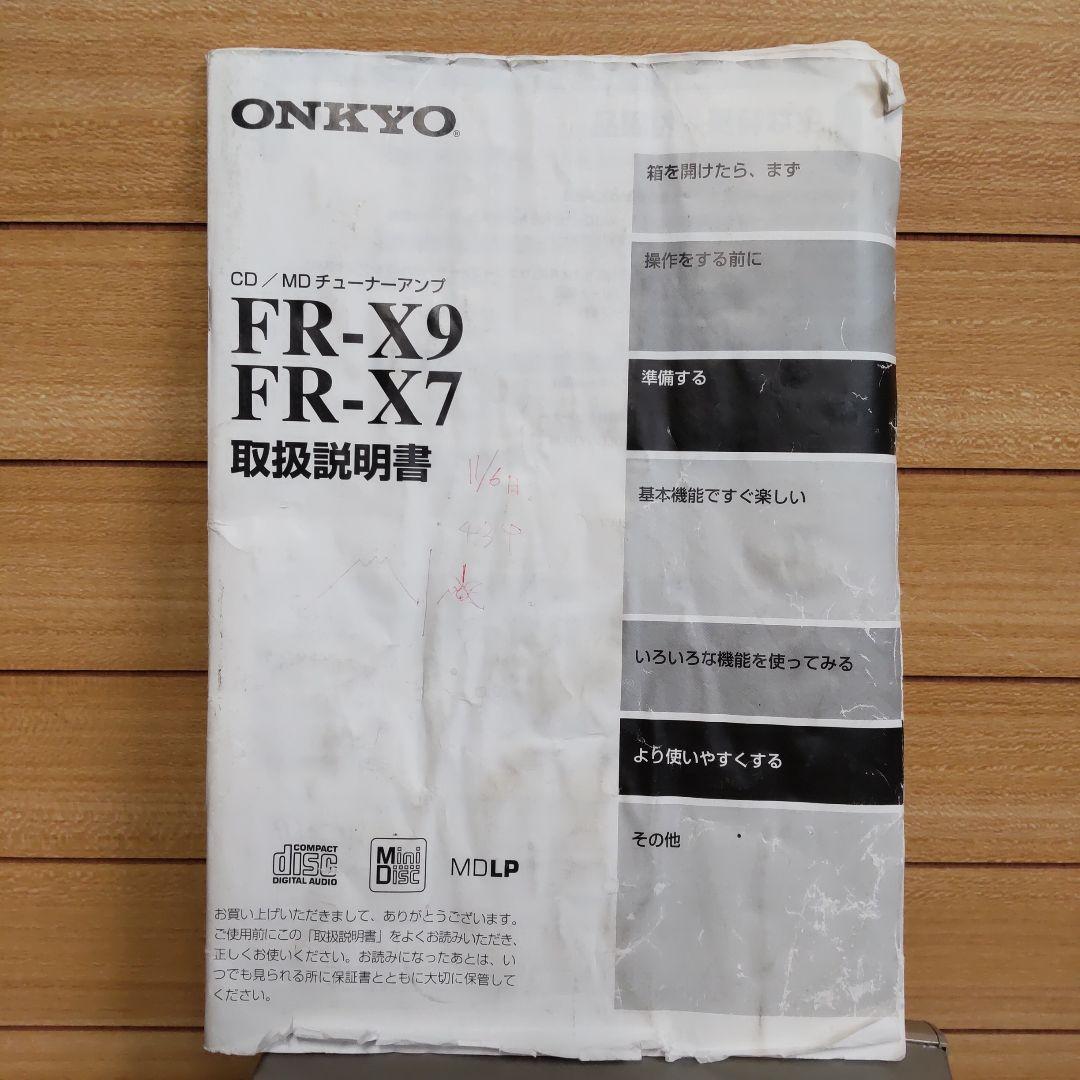 ONKYO®
CD／MDチューナーアンプ
FR-X9
FR-X7
取扱説明書
11/6
箱を開けたら、まず
操作をする前に
準備する
基本機能ですぐ楽しい
いろいろな機能を使ってみる
より使いやすくする
その他
COMPACT
disc
DIGITAL AUDIO
Mini
Disc
MDLP
お買い上げいただきまして、ありがとうございます。
ご使用前にこの「取扱説明書」をよくお読みいただき、
正しくお使いください。お読みになったあとは、い
つでも見られる所に保証書とともに大切に保管して
ください。